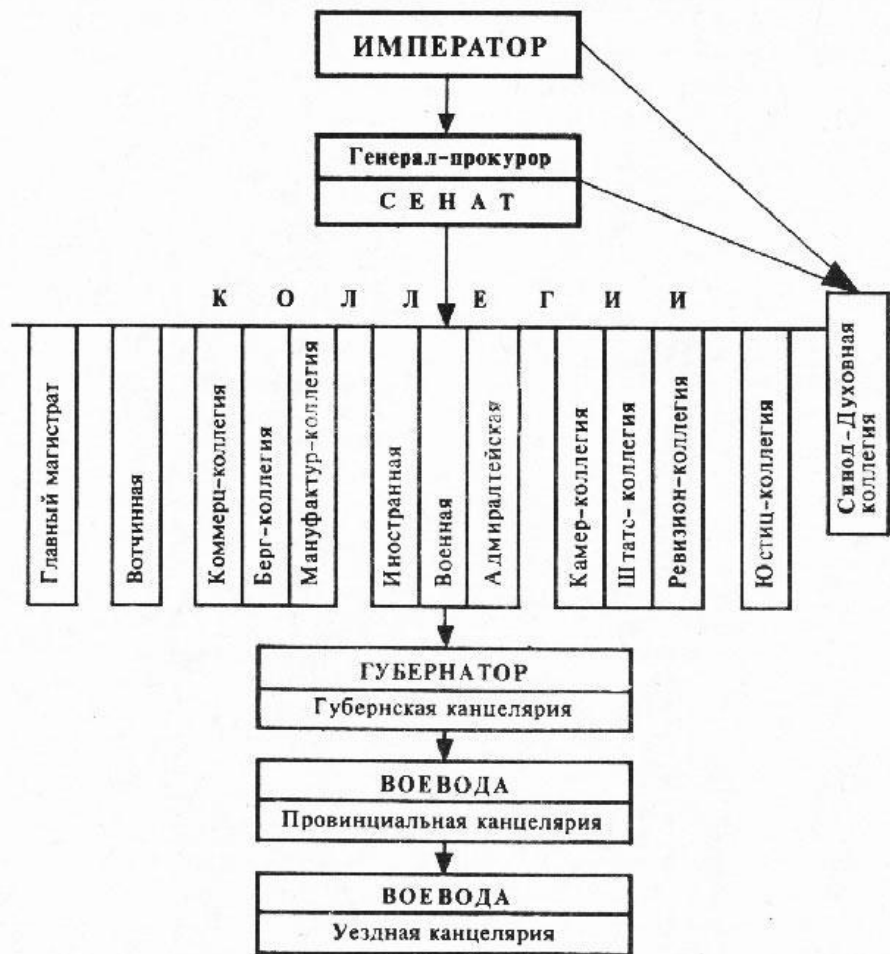 ИМПЕРАТОР
Генерал-прокурор
СЕНАТ
КОЛЛЕГИИ
Главный магистрат
Вотчинная
Коммерц-коллегия
Берг-коллегия
Мануфактур-коллегия
Иностранная
Военная
Адмиралтейская
Камер-коллегия
Штатс-коллегия
Ревизион-коллегия
Юстиц-коллегия
Синод-Духовная
коллегия
ГУБЕРНАТОР
Губернская канцелярия
ВОЕВОДА
Провинциальная канцелярия
ВОЕВОДА
Уездная канцелярия